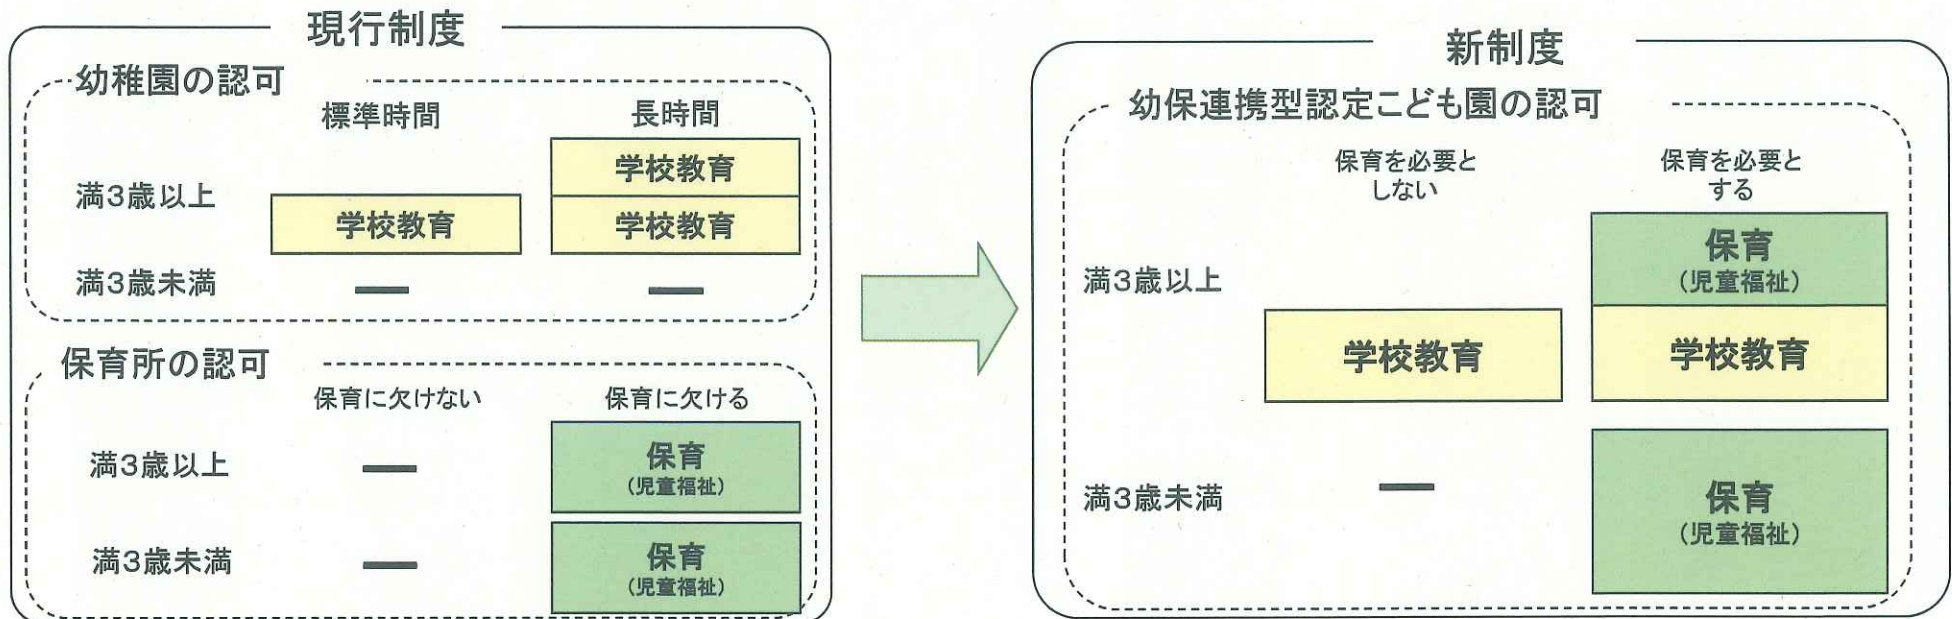 現行制度
幼稚園の認可
標準時間 長時間
学校教育
満3歳以上
学校教育 学校教育
満3歳未満 ― ―
保育所の認可
保育に欠けない 保育に欠ける
満3歳以上 ― 保育
(児童福祉)
満3歳未満 ― 保育
(児童福祉)
新制度
幼保連携型認定こども園の認可
保育を必要と
しない
保育を必要と
する
保育
(児童福祉)
満3歳以上
学校教育 学校教育
満3歳未満 ― 保育
(児童福祉)